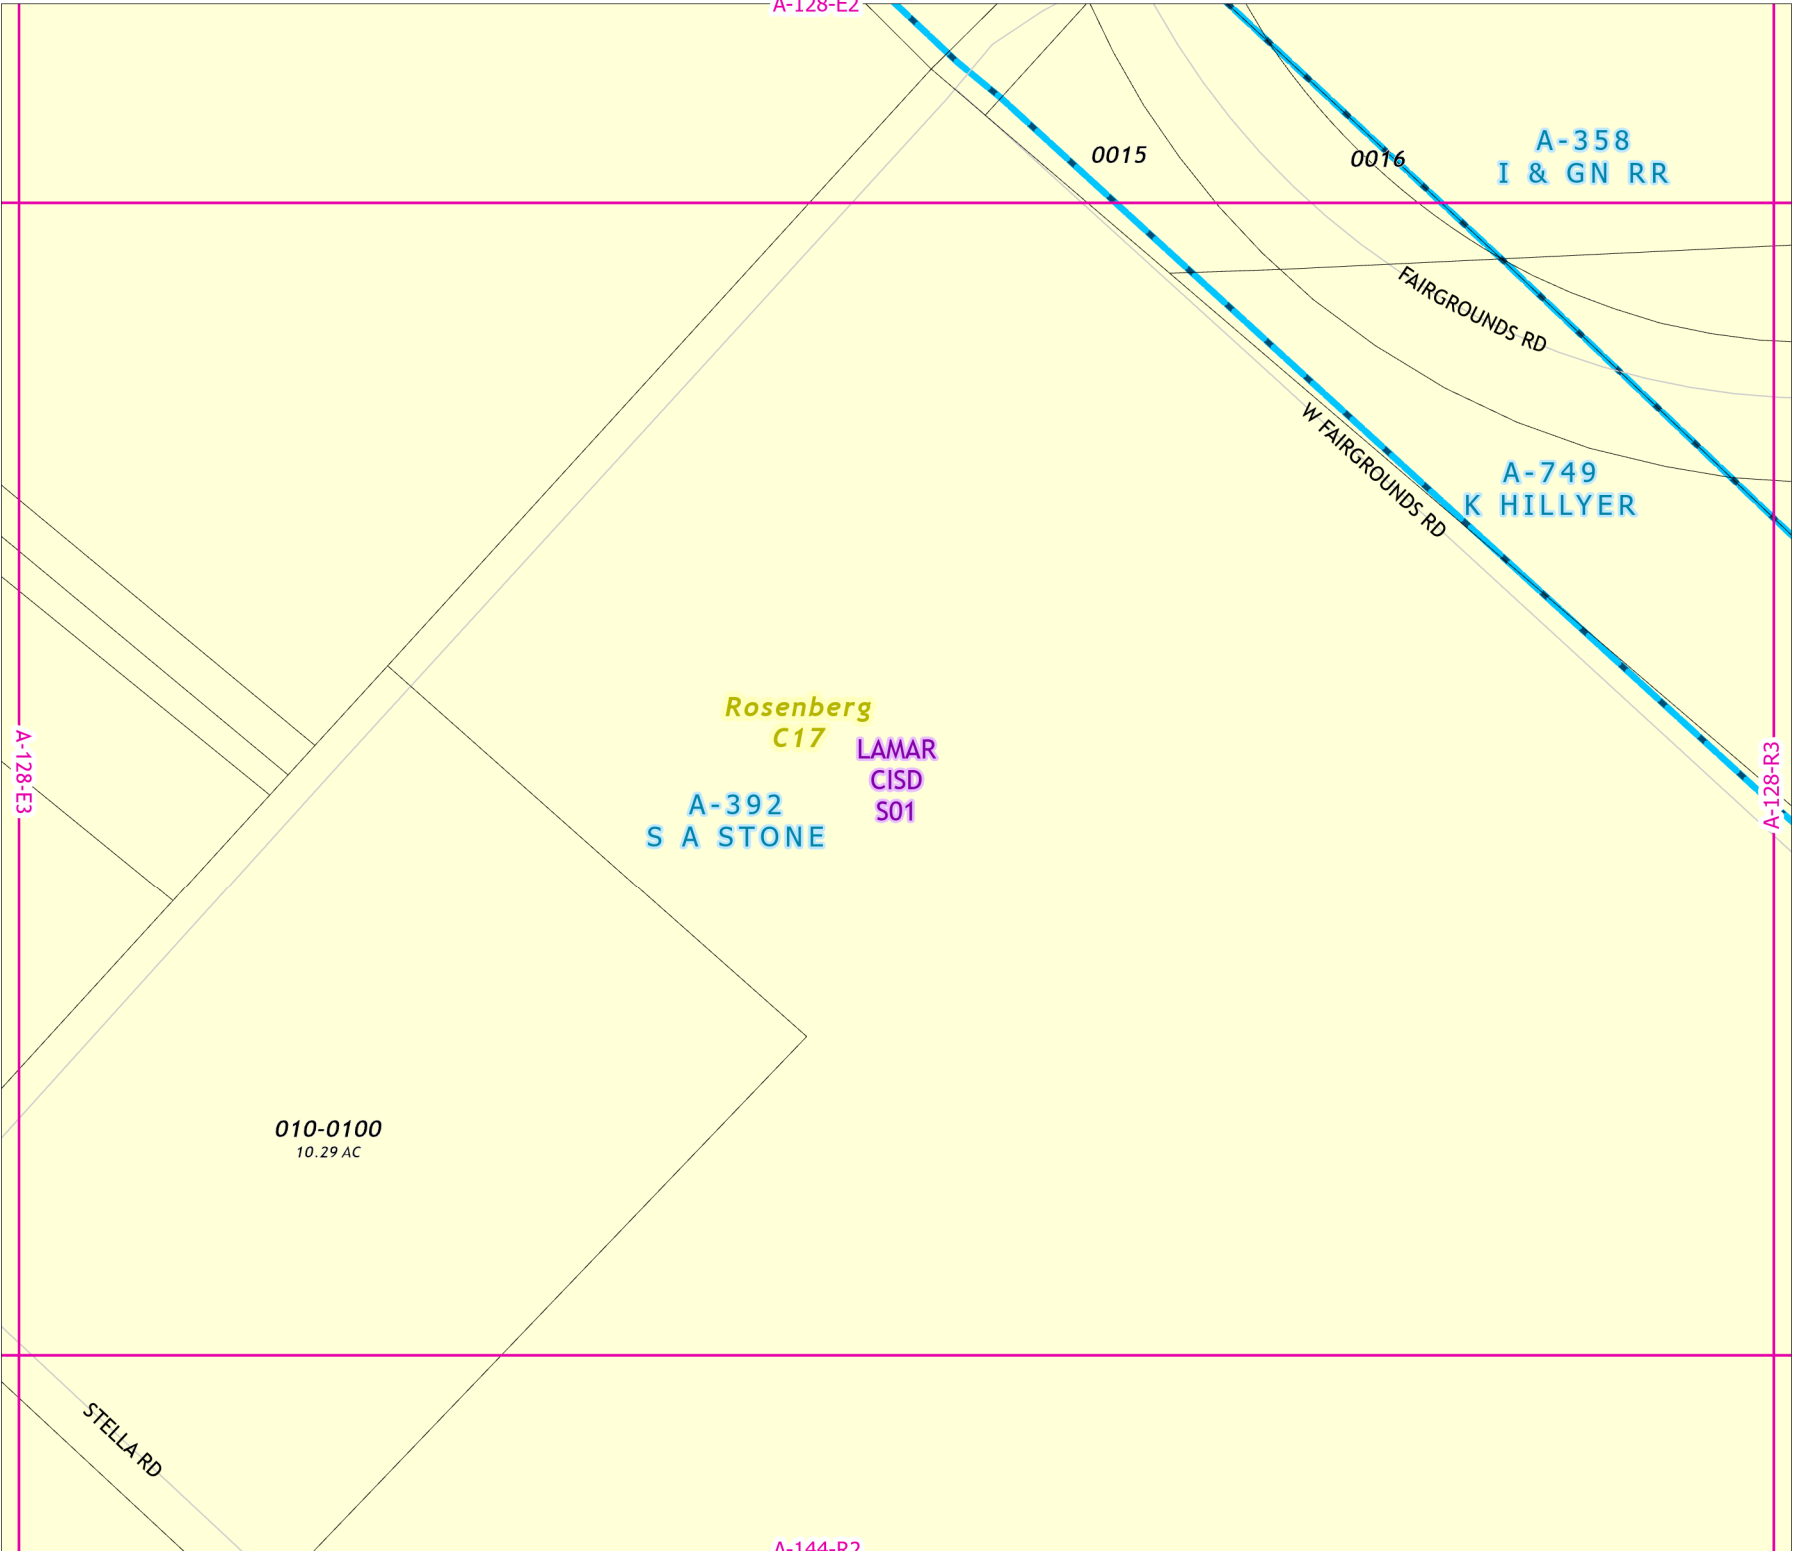 A-128-E2
A-358
I & GN RR
0015
0016
FAIRGROUNDS RD
W FAIRGROUNDS RD
A-749
K HILLYER
Rosenberg
C17
LAMAR
CISD
S01
A-392
S A STONE
A-128-E3
A-128-R3
010-0100
10.29 AC
STELLA RD
A-144-R2